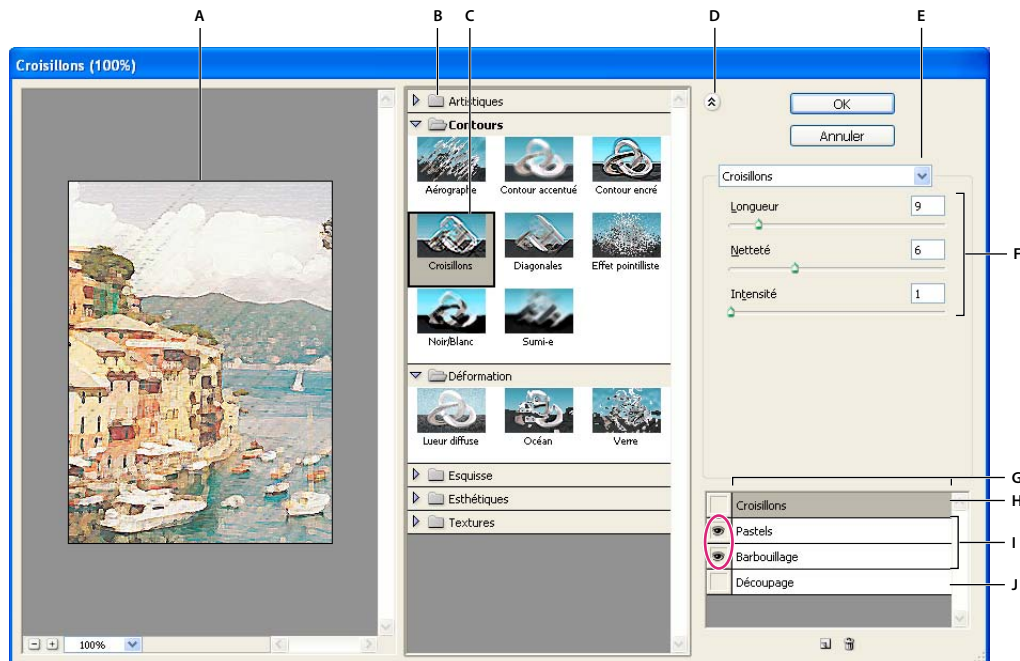 A B C D E
Croisillons (100%)
Artistiques
Contours
Aérographe Contour accentué Contour encré
Croisillons Diagonales Effet pointilliste
Noir/Blanc Sumi-e
Déformation
Lueur diffuse Océan Verre
Esquisse
Esthétiques
Textures
100%
OK
Annuler
Croisillons
Longueur 9
Netteté 6
Intensité 1
F
G
Croisillons H
Pastels
I
Barbouillage
Découpage J